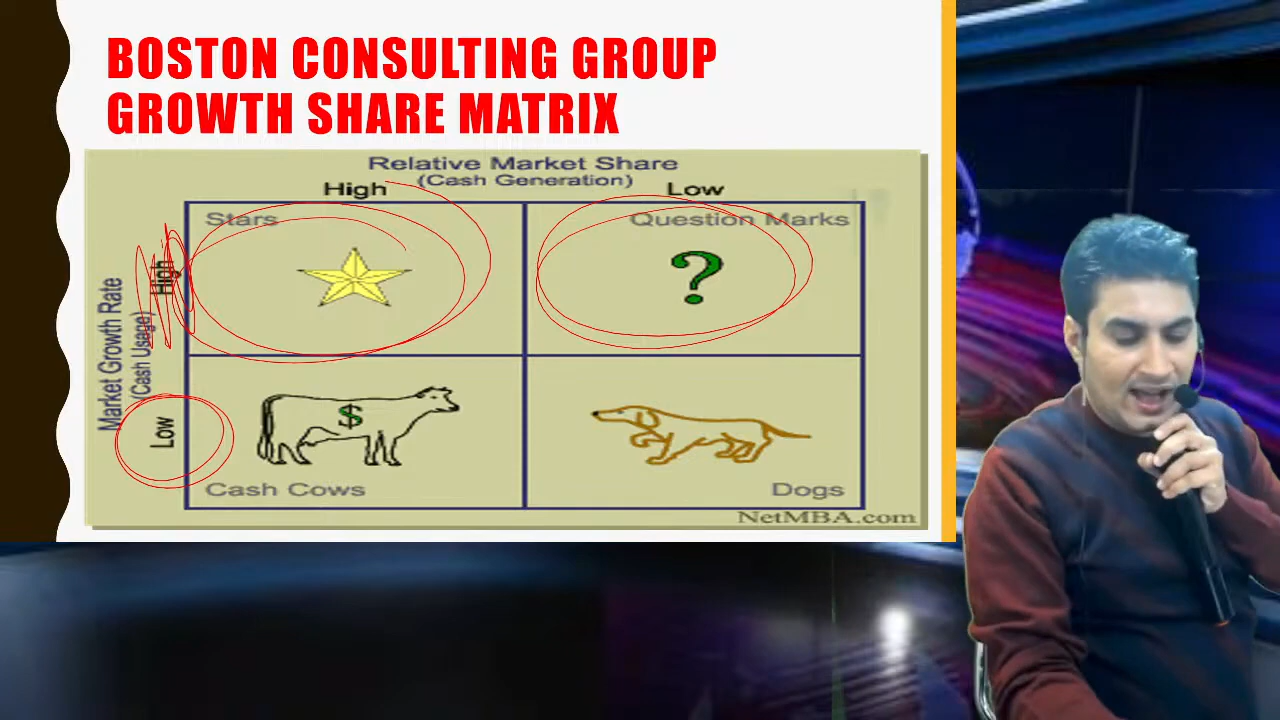 BOSTON CONSULTING GROUP
GROWTH SHARE MATRIX
Relative Market Share
(Cash Generation)
High
Low
Stars
Question Marks
Market Growth Rate
(Cash Usage)
High
Low
$
?
Cash Cows
Dogs
NetMBA.com